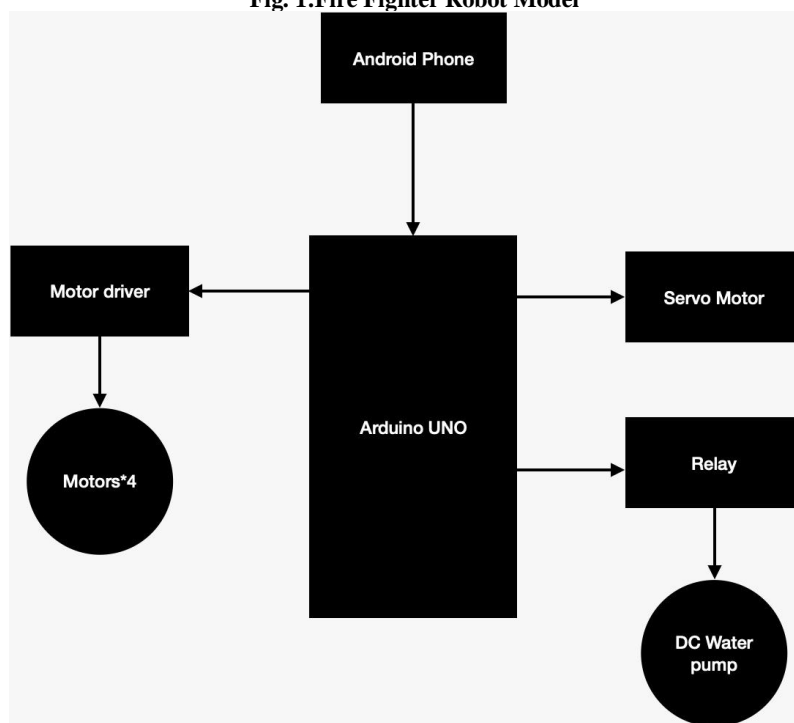 Fig. 1.Fire Fighter Robot Model
Android Phone
Motor driver
Servo Motor
Arduino UNO
Relay
Motors*4
DC Water
pump